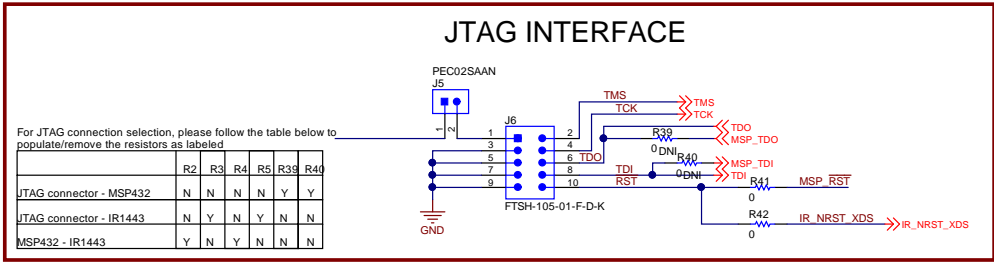 JTAG INTERFACE
PEC02SAAN
J5
1
2
For JTAG connection selection, please follow the table below to
populate/remove the resistors as labeled
R2 R3 R4 R5 R39 R40
JTAG connector - MSP432 N N N N Y Y
JTAG connector - IR1443 N Y N Y N N
MSP432 - IR1443 Y N Y N N N
J6
1 2
3 4
5 6
7 8
9 10
FTSH-105-01-F-D-K
GND
TMS
TCK
TDO
TDI
RST
TMS
TCK
TDO
MSP_TDO
R39
0 DNI
R40
0 DNI
MSP_TDI
TDI
R41
0
MSP_RST
R42
0
IR_NRST_XDS
IR_NRST_XDS